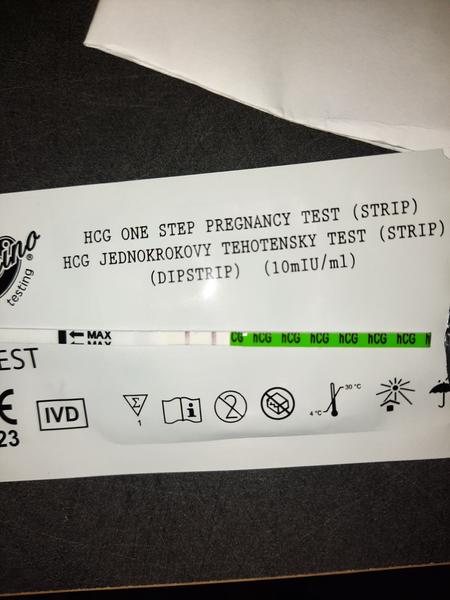 testing®
HCG ONE STEP PREGNANCY TEST (STRIP)
HCG JEDNOKROKOVY TEHOTENSKY TEST (STRIP)
(DIPSTRIP) (10mIU/ml)
MAX
hCG hCG hCG hCG hCG hCG
EST
IVD
23
1
i
2
4°C
30°C